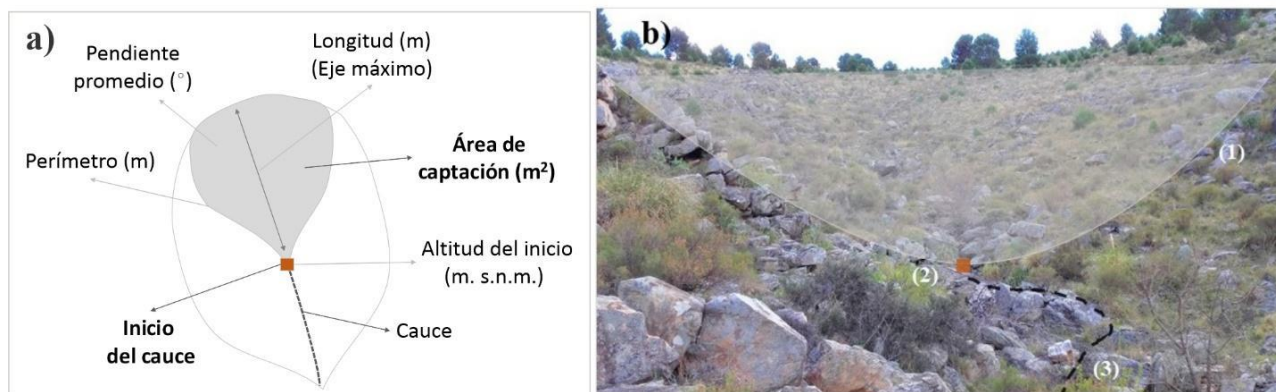 a)
Pendiente
promedio (°)
Longitud (m)
(Eje máximo)
Perímetro (m)
Área de
captación (m²)
Altitud del inicio
(m. s.n.m.)
Inicio
del cauce
Cauce
b)
(1)
(2)
(3)